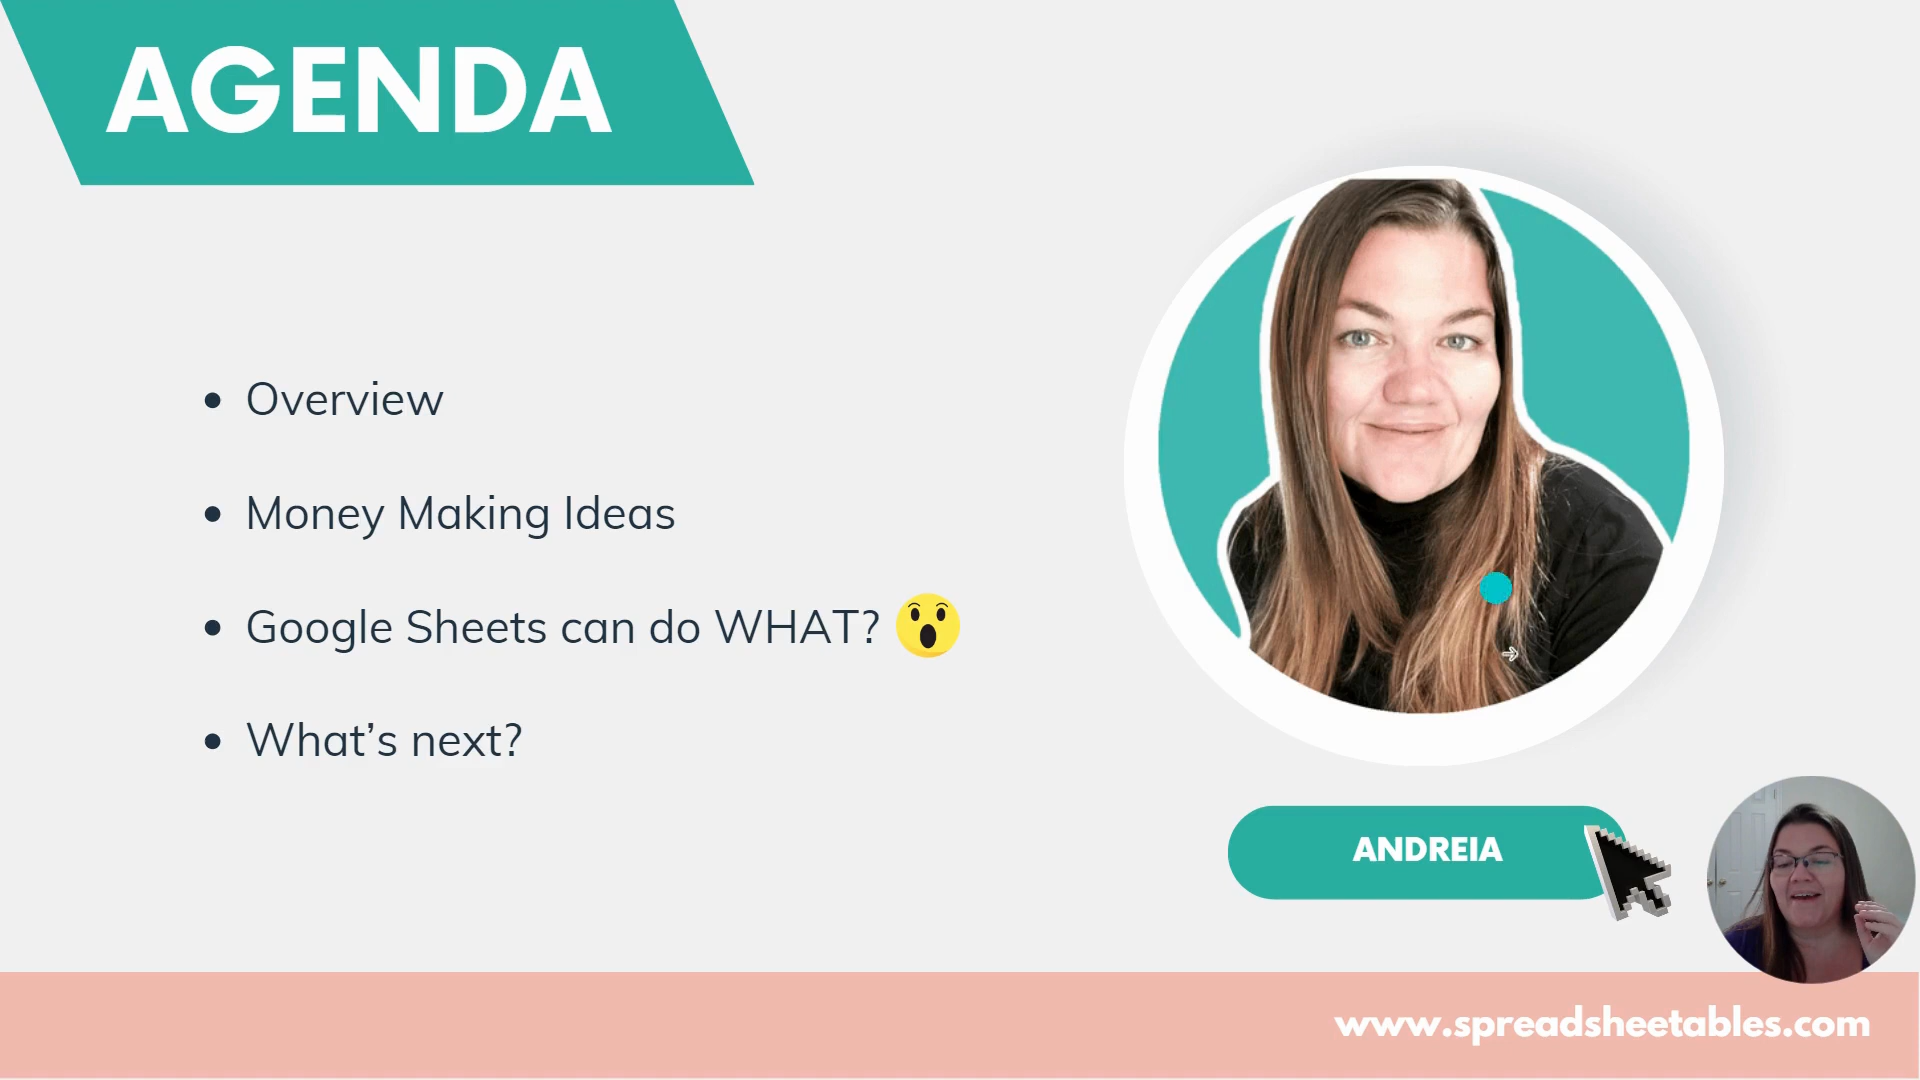 AGENDA
• Overview
• Money Making Ideas
• Google Sheets can do WHAT? 😮
• What’s next?
ANDREIA
www.spreadsheetables.com